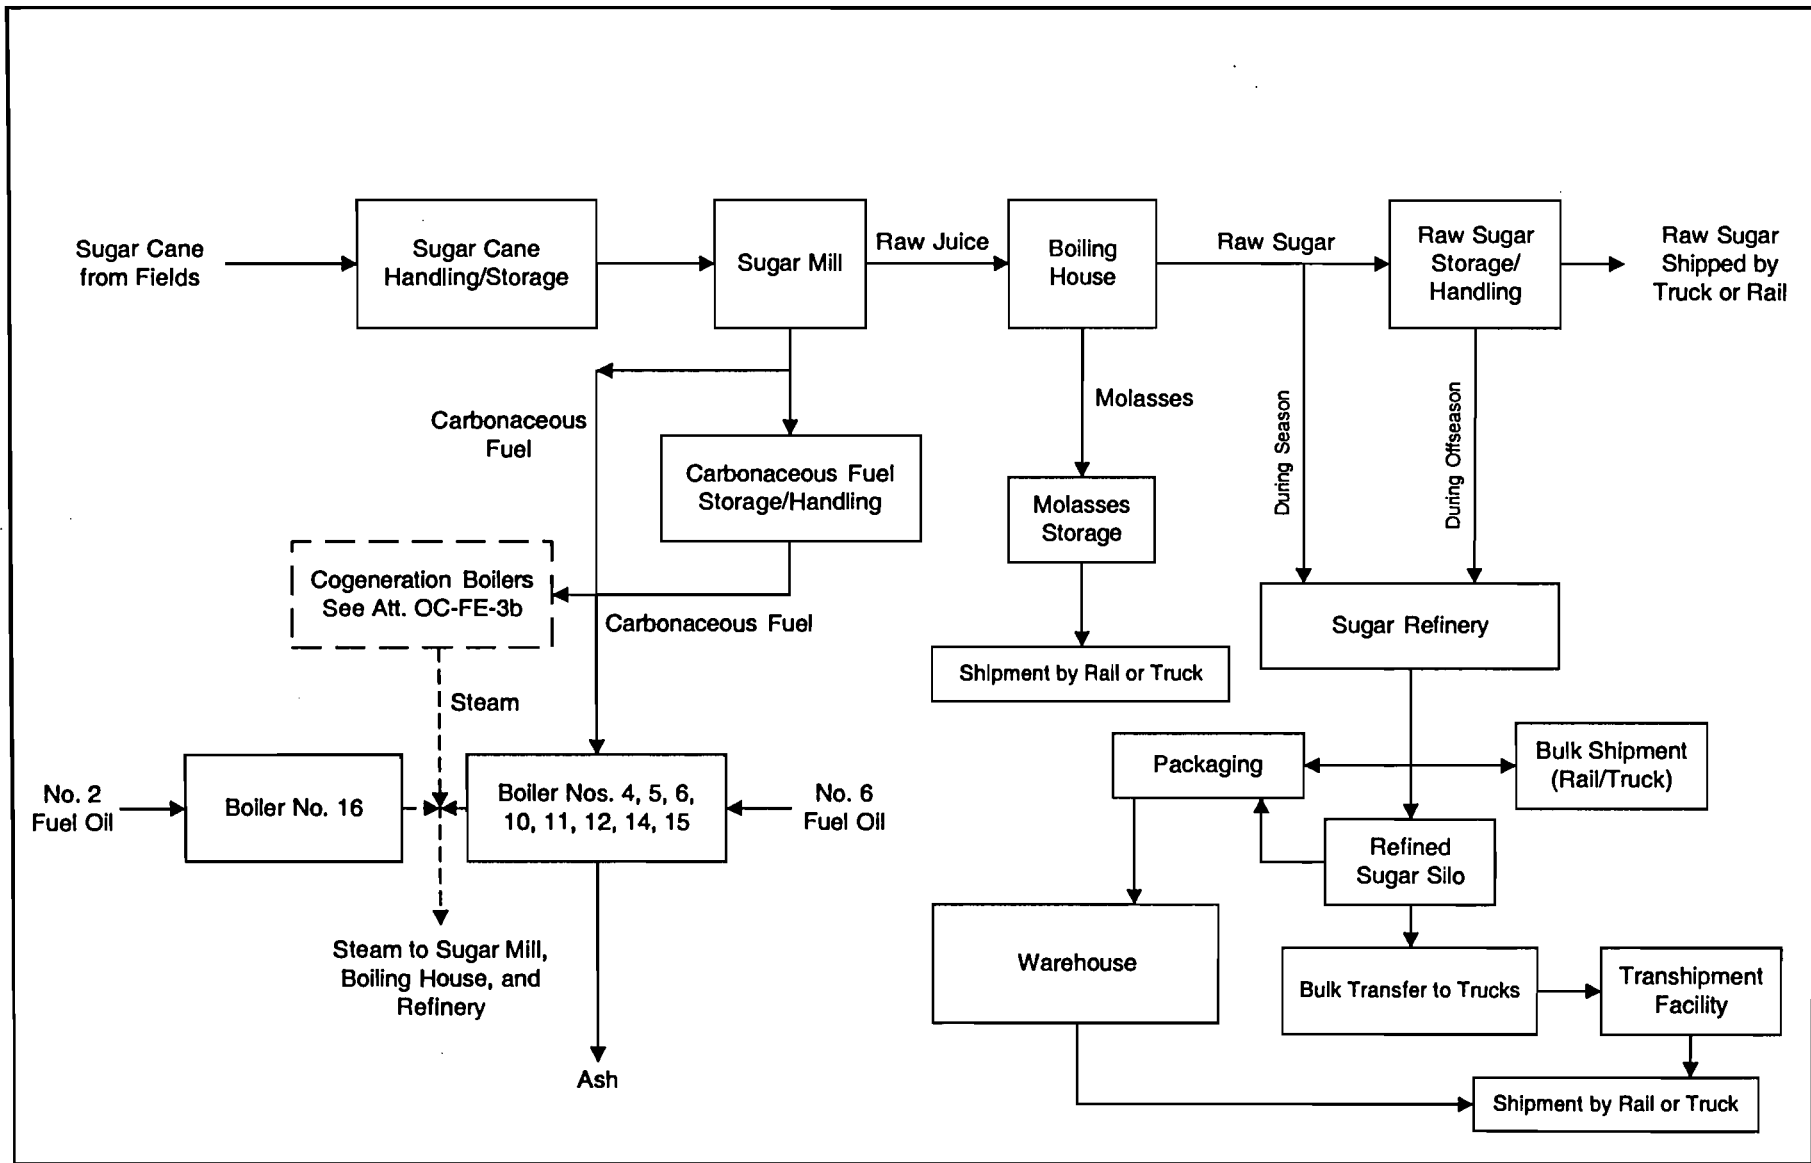 Sugar Cane
from Fields
Sugar Cane
Handling/Storage
Sugar Mill
Raw Juice
Boiling
House
Raw Sugar
Raw Sugar
Storage/
Handling
Raw Sugar
Shipped by
Truck or Rail
Carbonaceous
Fuel
Carbonaceous Fuel
Storage/Handling
Molasses
During Season
During Offseason
Molasses
Storage
Cogeneration Boilers
See Att. OC-FE-3b
Carbonaceous Fuel
Sugar Refinery
Shipment by Rail or Truck
Steam
Packaging
Bulk Shipment
(Rail/Truck)
No. 2
Fuel Oil
Boiler No. 16
Boiler Nos. 4, 5, 6,
10, 11, 12, 14, 15
No. 6
Fuel Oil
Refined
Sugar Silo
Steam to Sugar Mill,
Boiling House, and
Refinery
Warehouse
Bulk Transfer to Trucks
Transhipment
Facility
Ash
Shipment by Rail or Truck